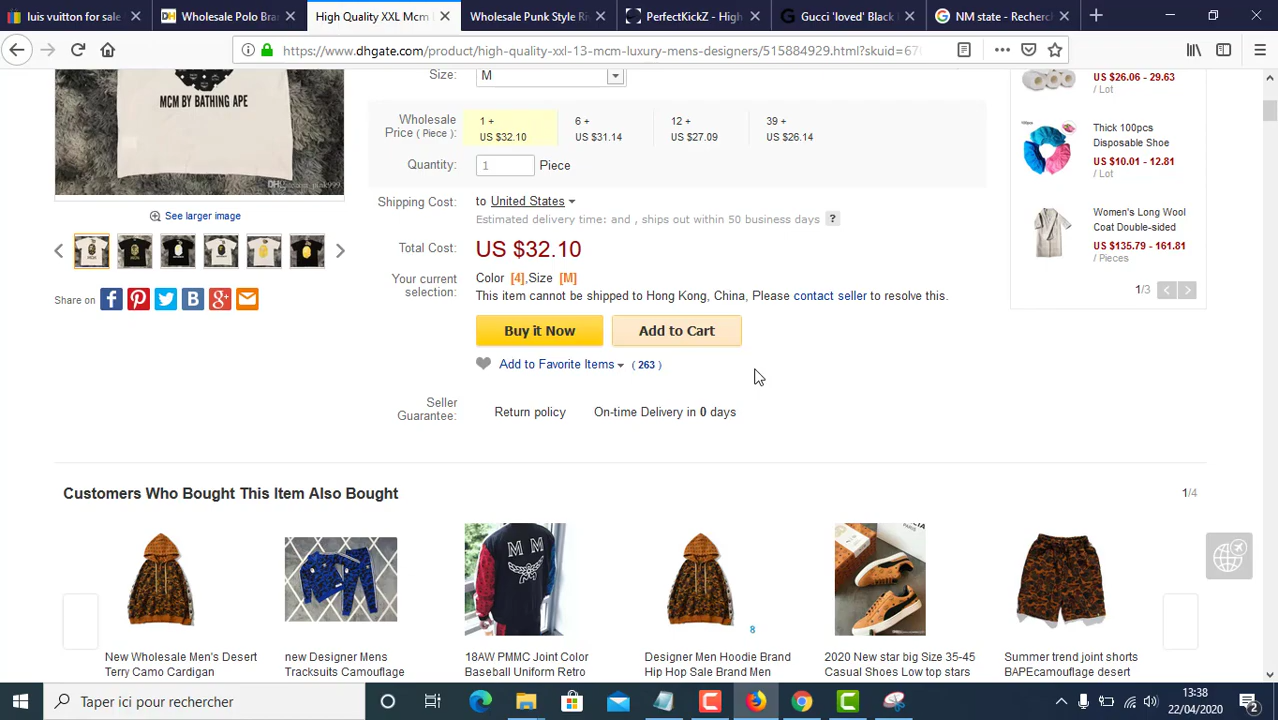 luis vuitton for sale
Wholesale Polo Bra
High Quality XXL Mcm
Wholesale Punk Style Ri
PerfectKickZ - High
Gucci 'loved' Black
NM state - Recherc
https://www.dhgate.com/product/high-quality-xxl-13-mcm-luxury-mens-designers/515884929.html?skuid=67
MCM BY BATHING APE
See larger image
Share on
Size: M
Wholesale Price ( Piece ):
1 + 6 + 12 + 39 +
US $32.10 US $31.14 US $27.09 US $26.14
Quantity: 1 Piece
Shipping Cost: to United States
Estimated delivery time: and , ships out within 50 business days ?
Total Cost: US $32.10
Your current selection:
Color [4],Size [M]
This item cannot be shipped to Hong Kong, China, Please contact seller to resolve this.
Buy it Now Add to Cart
Add to Favorite Items ( 263 )
Seller Guarantee:
Return policy On-time Delivery in 0 days
US $26.06 - 29.63
/ Lot
Thick 100pcs
Disposable Shoe
US $10.01 - 12.81
/ Lot
Women's Long Wool
Coat Double-sided
US $135.79 - 161.81
/ Pieces
1/3
Customers Who Bought This Item Also Bought
1/4
M M
8
New Wholesale Men's Desert
Terry Camo Cardigan
new Designer Mens
Tracksuits Camouflage
18AW PMMC Joint Color
Baseball Uniform Retro
Designer Men Hoodie Brand
Hip Hop Sale Brand Men
2020 New star big Size 35-45
Casual Shoes Low top stars
Summer trend joint shorts
BAPEcamouflage desert
Taper ici pour rechercher
13:38
22/04/2020
2